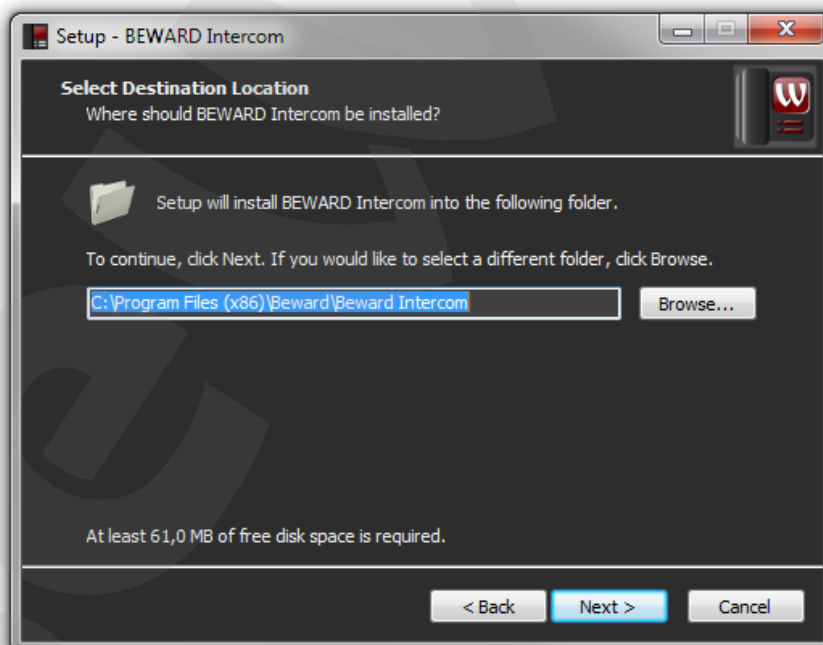 Setup - BEWARD Intercom
Select Destination Location
Where should BEWARD Intercom be installed?
Setup will install BEWARD Intercom into the following folder.
To continue, click Next. If you would like to select a different folder, click Browse.
C:\Program Files (x86)\Beward\Beward Intercom
Browse...
At least 61,0 MB of free disk space is required.
< Back
Next >
Cancel